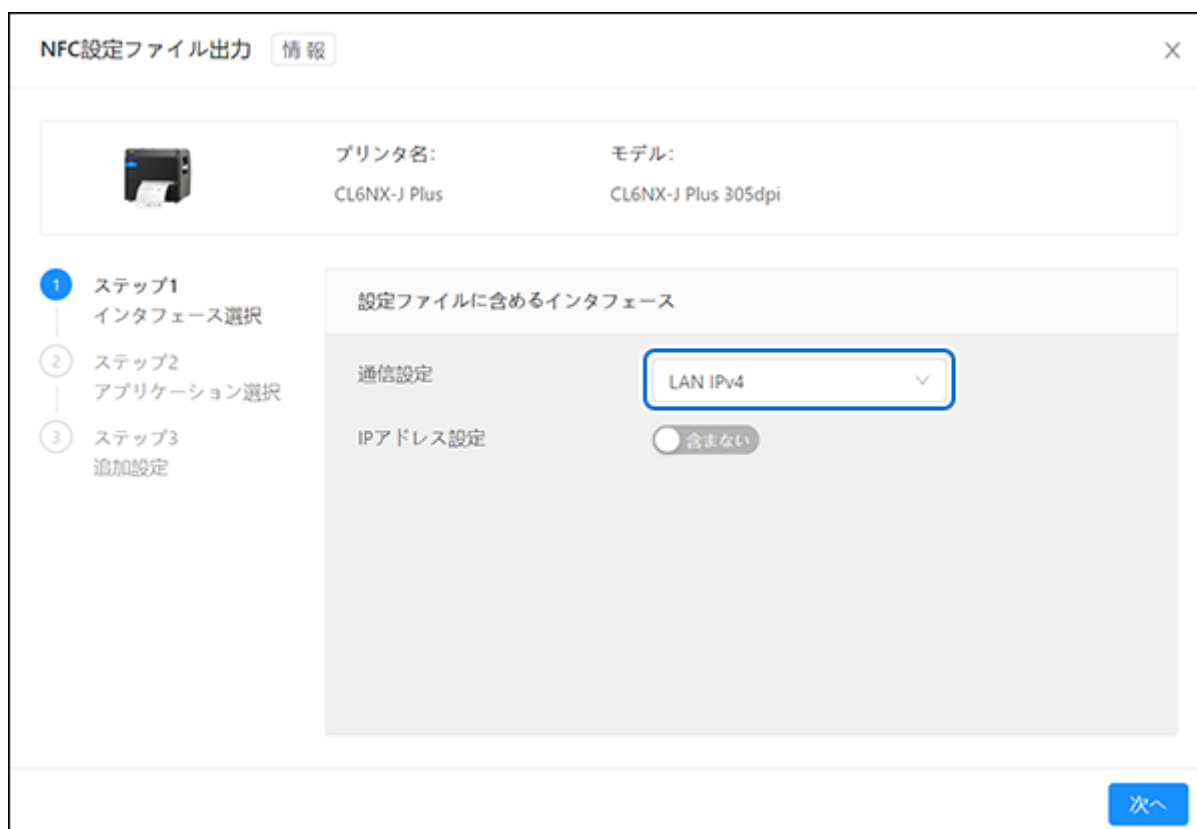 NFC設定ファイル出力 情報
プリンタ名: モデル:
CL6NX-J Plus CL6NX-J Plus 305dpi
1 ステップ1
インタフェース選択
2 ステップ2
アプリケーション選択
3 ステップ3
追加設定
設定ファイルに含めるインタフェース
通信設定 LAN IPv4
IPアドレス設定 含まない
次へ